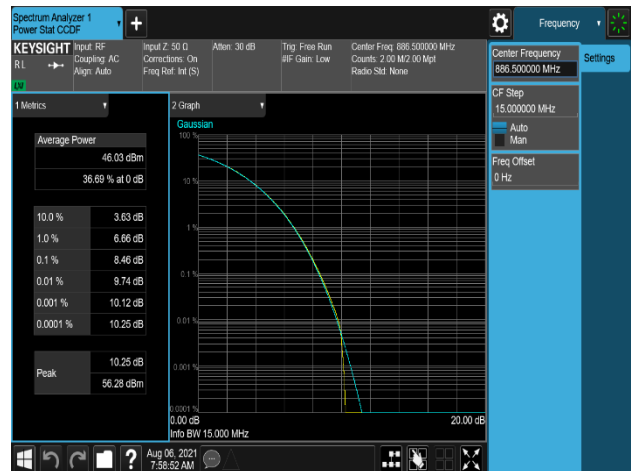 Spectrum Analyzer 1
Power Stat CCDF
Frequency
KEYSIGHT
RL
Input: RF
Coupling: AC
Align: Auto
Input Z: 50 Ω
Corrections: On
Freq Ref: Int (S)
Atten: 30 dB
Trig: Free Run
#IF Gain: Low
Center Freq: 886.500000 MHz
Counts: 2.00 M/2.00 Mpt
Radio Std: None
Center Frequency
886.500000 MHz
Settings
CF Step
15.000000 MHz
Auto
Man
Freq Offset
0 Hz
1 Metrics
Average Power
46.03 dBm
36.69 % at 0 dB
10.0 % 3.63 dB
1.0 % 6.66 dB
0.1 % 8.46 dB
0.01 % 9.74 dB
0.001 % 10.12 dB
0.0001 % 10.25 dB
Peak
10.25 dB
56.28 dBm
2 Graph
Gaussian
100 %
10 %
1 %
0.1 %
0.01 %
0.001 %
0.0001 %
0.00 dB 20.00 dB
Info BW 15.000 MHz
?
Aug 06, 2021
7:58:52 AM